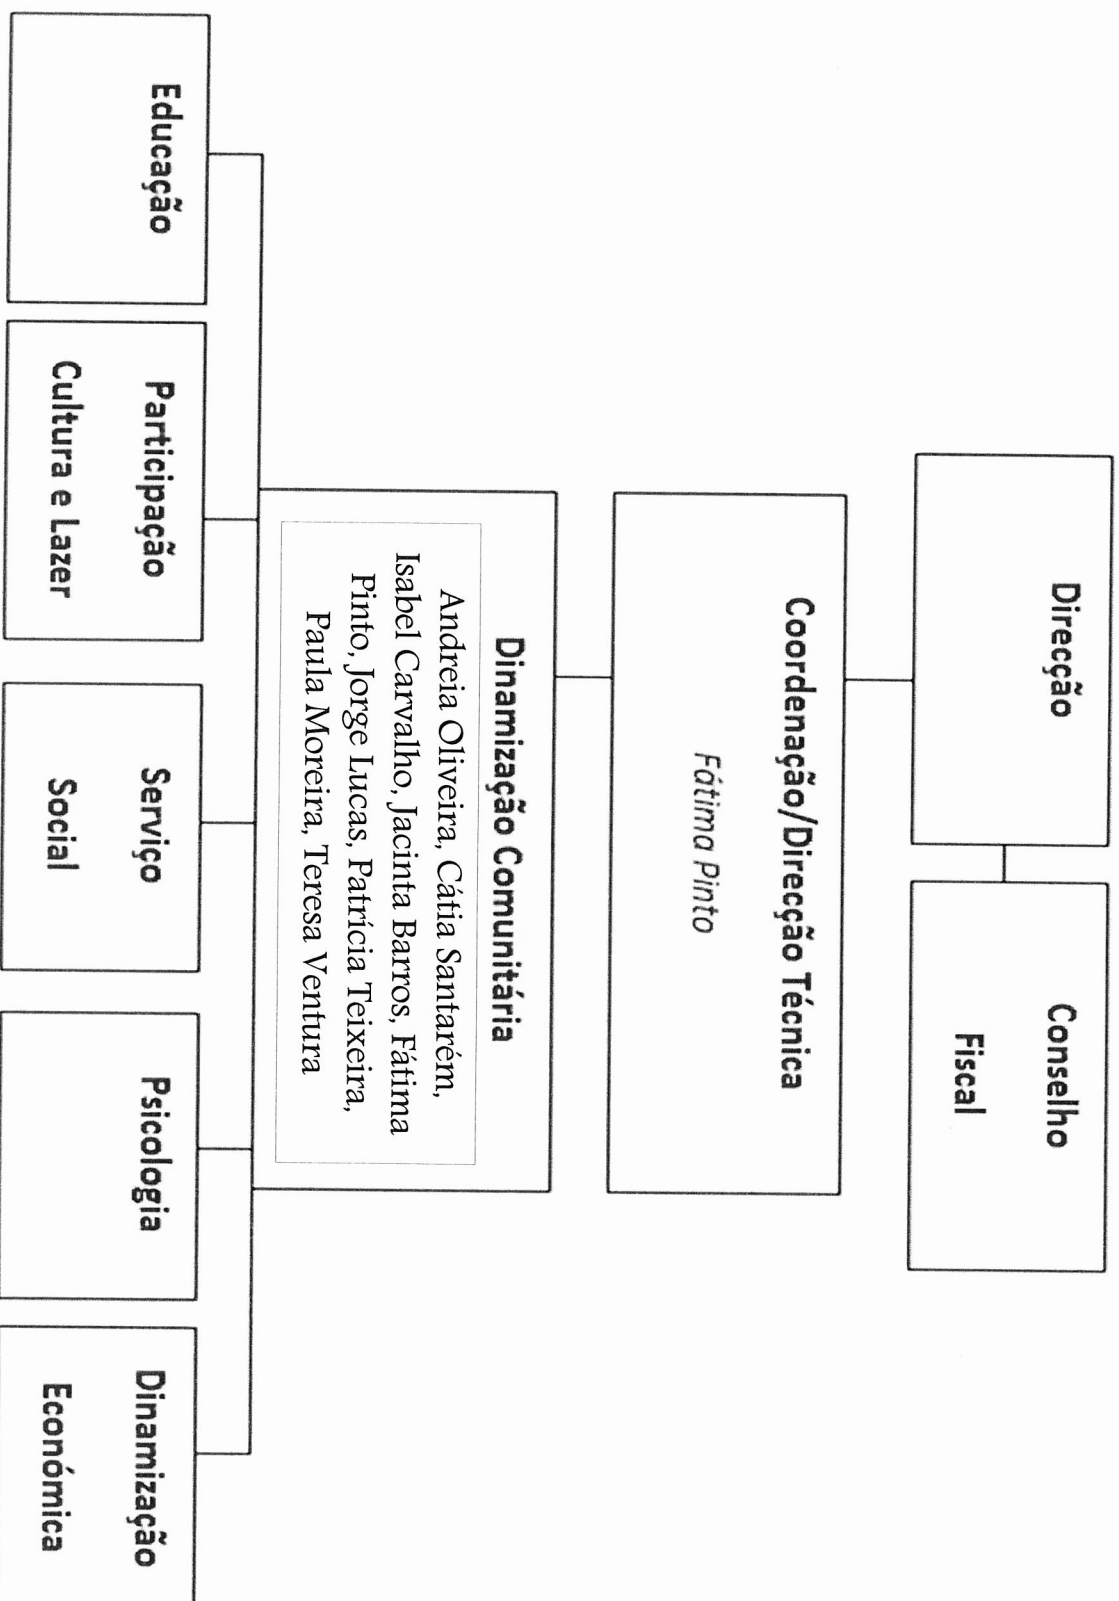 Direcção
Conselho
Fiscal
Coordenação/Direcção Técnica
Fátima Pinto
Dinamização Comunitária
Andreia Oliveira, Cátia Santarém,
Isabel Carvalho, Jacinta Barros, Fátima
Pinto, Jorge Lucas, Patrícia Teixeira,
Paula Moreira, Teresa Ventura
Educação
Participação
Cultura e Lazer
Serviço
Social
Psicologia
Dinamização
Económica